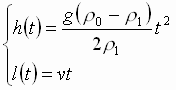 h(t) = g(ρ₀ − ρ₁) / 2ρ₁ t²
l(t) = vt